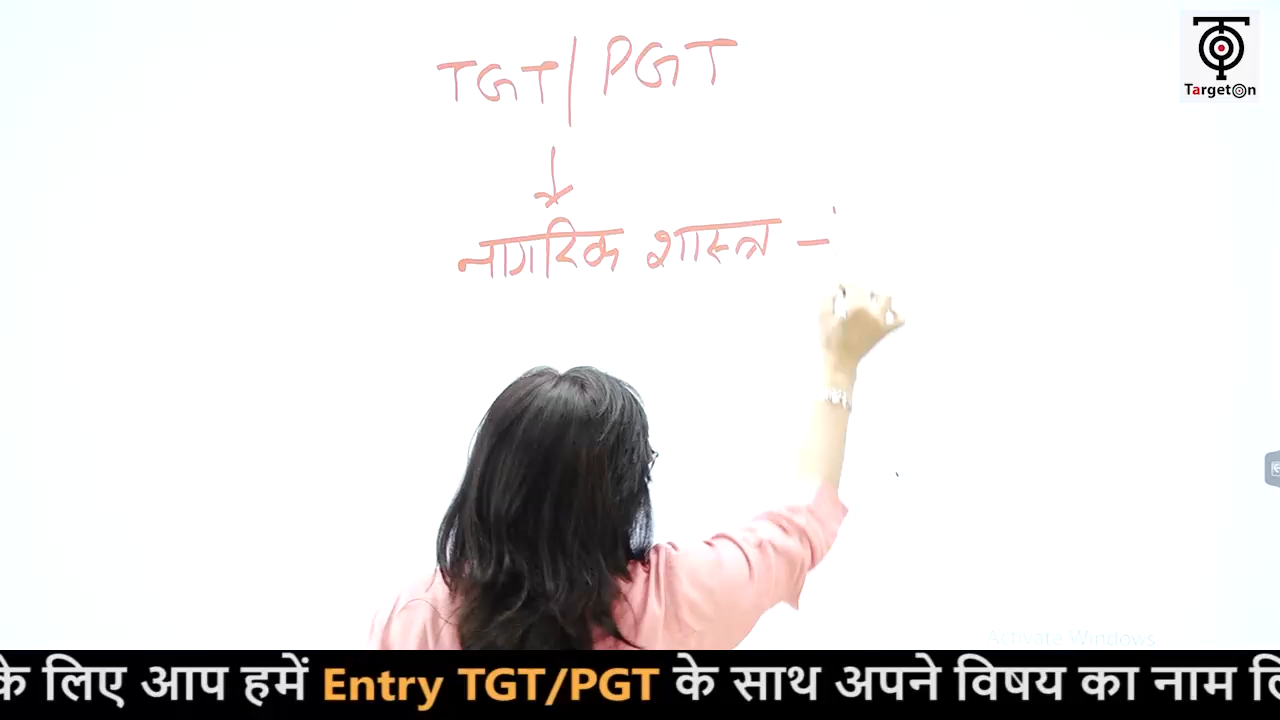 TGT/PGT
नागरिक शास्त्र -
TargetOn
Activate Windows
के लिए आप हमें Entry TGT/PGT के साथ अपने विषय का नाम